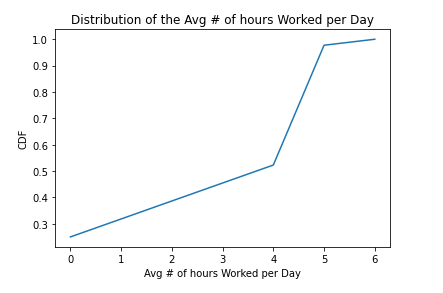 Distribution of the Avg # of hours Worked per Day
1.0
0.9
0.8
0.7
0.6
0.5
0.4
0.3
CDF
0 1 2 3 4 5 6
Avg # of hours Worked per Day